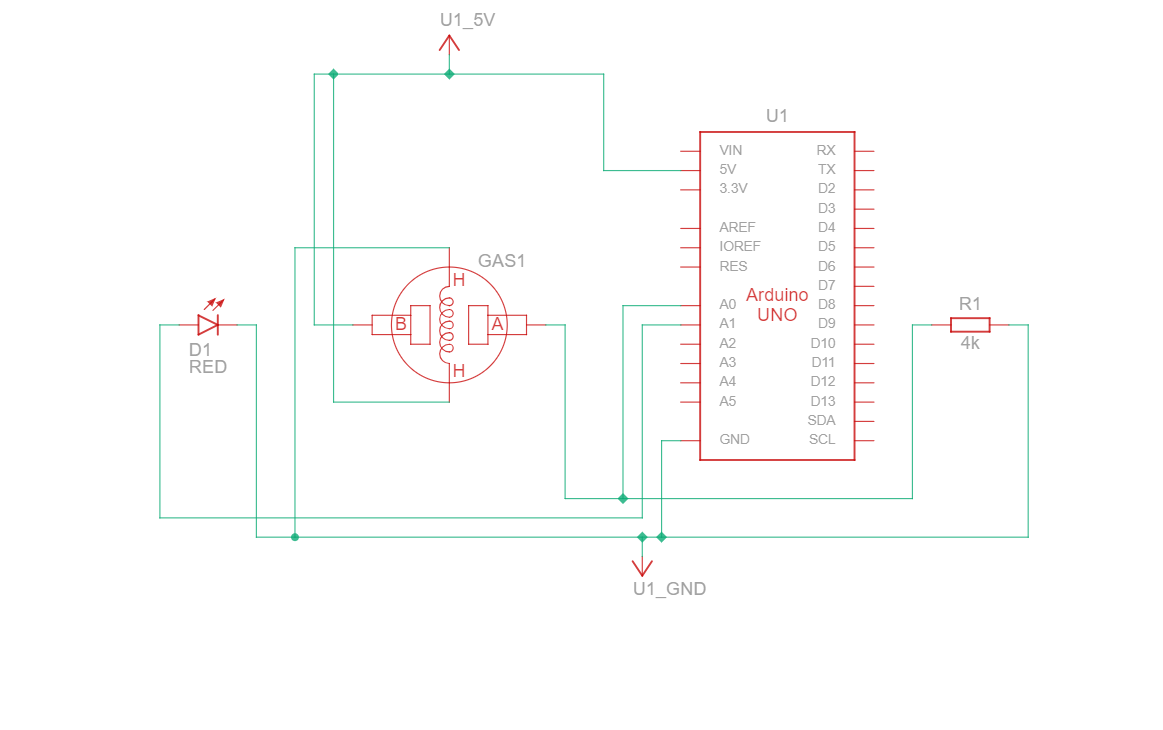 U1_5V
U1
VIN
RX
5V
TX
3.3V
D2
D3
AREF
D4
IOREF
D5
RES
D6
D7
A0
D8
A1
D9
A2
D10
A3
D11
A4
D12
A5
D13
SDA
GND
SCL
Arduino
UNO
GAS1
H
B
A
H
D1
RED
R1
4k
U1_GND